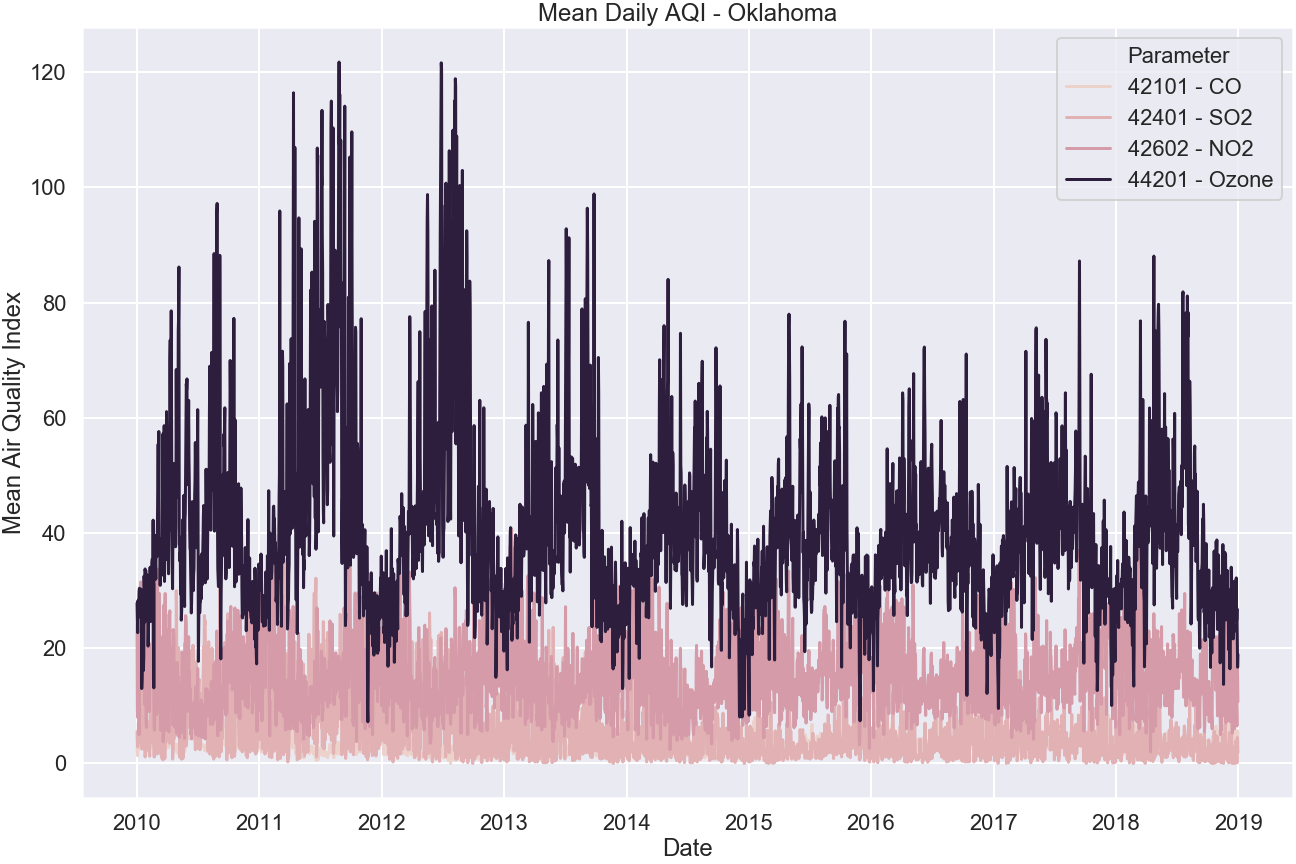 Mean Daily AQI - Oklahoma
Parameter
42101 - CO
42401 - SO2
42602 - NO2
44201 - Ozone
Mean Air Quality Index
120
100
80
60
40
20
0
2010 2011 2012 2013 2014 2015 2016 2017 2018 2019
Date